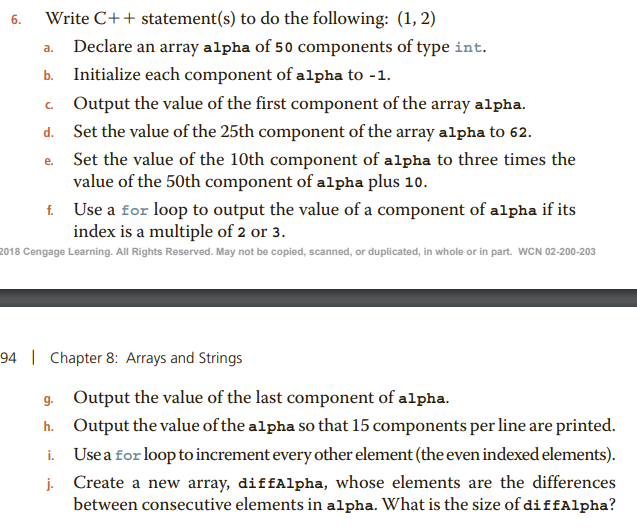 6. Write C++ statement(s) to do the following: (1, 2)
a. Declare an array alpha of 50 components of type int.
b. Initialize each component of alpha to -1.
c. Output the value of the first component of the array alpha.
d. Set the value of the 25th component of the array alpha to 62.
e. Set the value of the 10th component of alpha to three times the
value of the 50th component of alpha plus 10.
f. Use a for loop to output the value of a component of alpha if its
index is a multiple of 2 or 3.
2018 Cengage Learning. All Rights Reserved. May not be copied, scanned, or duplicated, in whole or in part. WCN 02-200-203
94 | Chapter 8: Arrays and Strings
g. Output the value of the last component of alpha.
h. Output the value of the alpha so that 15 components per line are printed.
i. Use a for loop to increment every other element (the even indexed elements).
j. Create a new array, diffAlpha, whose elements are the differences
between consecutive elements in alpha. What is the size of diffAlpha?